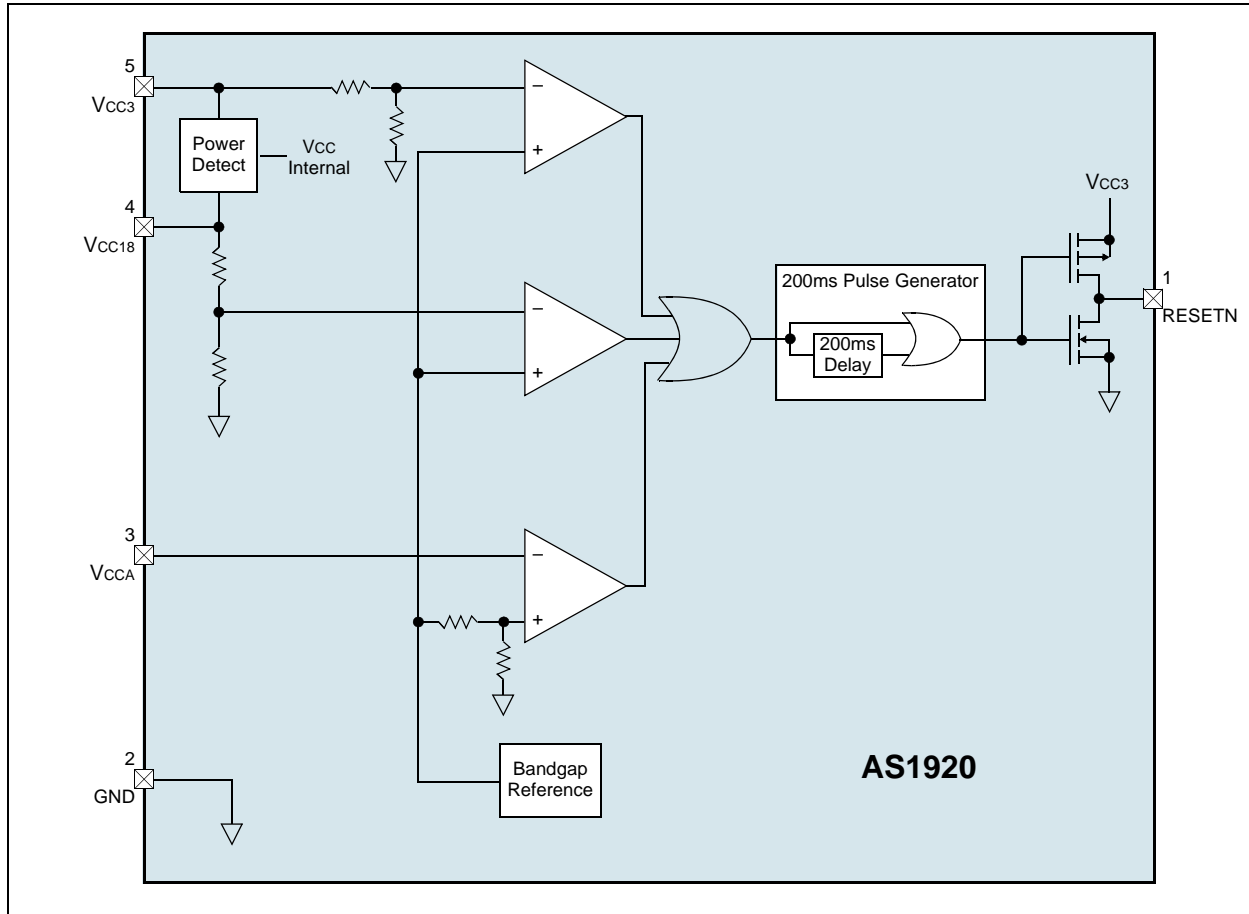 5
VCC3
Power
Detect
VCC
Internal
4
VCC18
3
VCCA
2
GND
−
+
−
+
−
+
Bandgap
Reference
200ms Pulse Generator
200ms
Delay
VCC3
1
RESETN
AS1920